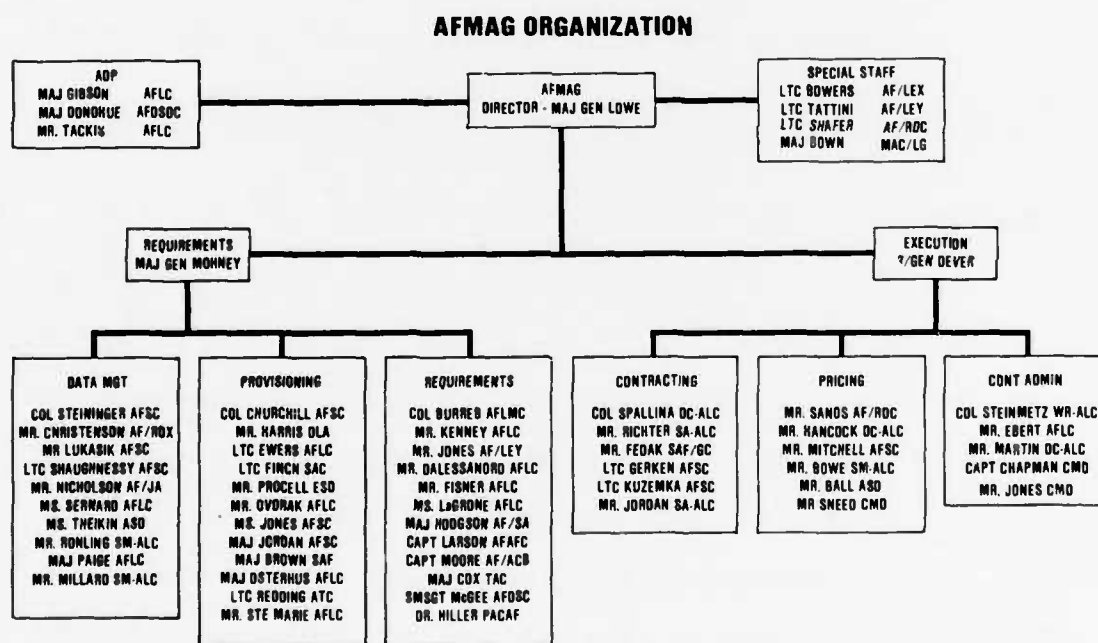 AFMAG ORGANIZATION
ADP
MAJ GIBSON AFLC
MAJ DONOHUE AFDSDC
MR. TACKIN AFLC
AFMAG
DIRECTOR - MAJ GEN LOWE
SPECIAL STAFF
LTC BOWERS AF/LEX
LTC TATTINI AF/LEY
LTC SHAFER AF/RDC
MAJ BOWN MAC/LG
REQUIREMENTS
MAJ GEN MOHNEY
EXECUTION
/GEN DEVER
DATA MGT
COL STEININGER AFSC
MR. CHRISTENSON AF/RDX
MR LUKASIK AFSC
LTC SHAUGHNESSY AFSC
MR. NICHOLSON AF/JA
MS. BERNARD AFLC
MS. THEIKIN ASD
MR. RONLING SM-ALC
MAJ PAIGE AFLC
MR. MILLARD SM-ALC
PROVISIONING
COL CHURCHILL AFSC
MR. HARRIS DLA
LTC EWERS AFLC
LTC FINCH SAC
MR. PROCELL ESD
MR. DVORAK AFLC
MS. JONES AFSC
MAJ JORDAN AFSC
MAJ BROWN SAF
MAJ OSTERHUS AFLC
LTC REDDING ATC
MR. STE MARIE AFLC
REQUIREMENTS
COL BURRES AFLMC
MR. KENNEY AFLC
MR. JONES AF/LEY
MR. DALESSANDRO AFLC
MR. FISHER AFLC
MS. LaGRONE AFLC
MAJ HODGSON AF/SA
CAPT LARSON AFAFC
CAPT MOORE AF/ACB
MAJ COX TAC
SMSGT McGEE AFDSC
DR. HILLER PACAF
CONTRACTING
COL SPALLINA OC-ALC
MR. RICHTER SA-ALC
MR. FEDAK SAF/GC
LTC GERKEN AFSC
LTC KUZEMKA AFSC
MR. JORDAN SA-ALC
PRICING
MR. SANOS AF/RDC
MR. HANCOCK OC-ALC
MR. MITCHELL AFSC
MR. BOWE SM-ALC
MR. BALL ASD
MR SNEED CMD
CONT ADMIN
COL STEINMETZ WR-ALC
MR. EBERT AFLC
MR. MARTIN OC-ALC
CAPT CHAPMAN CMD
MR. JONES CMD